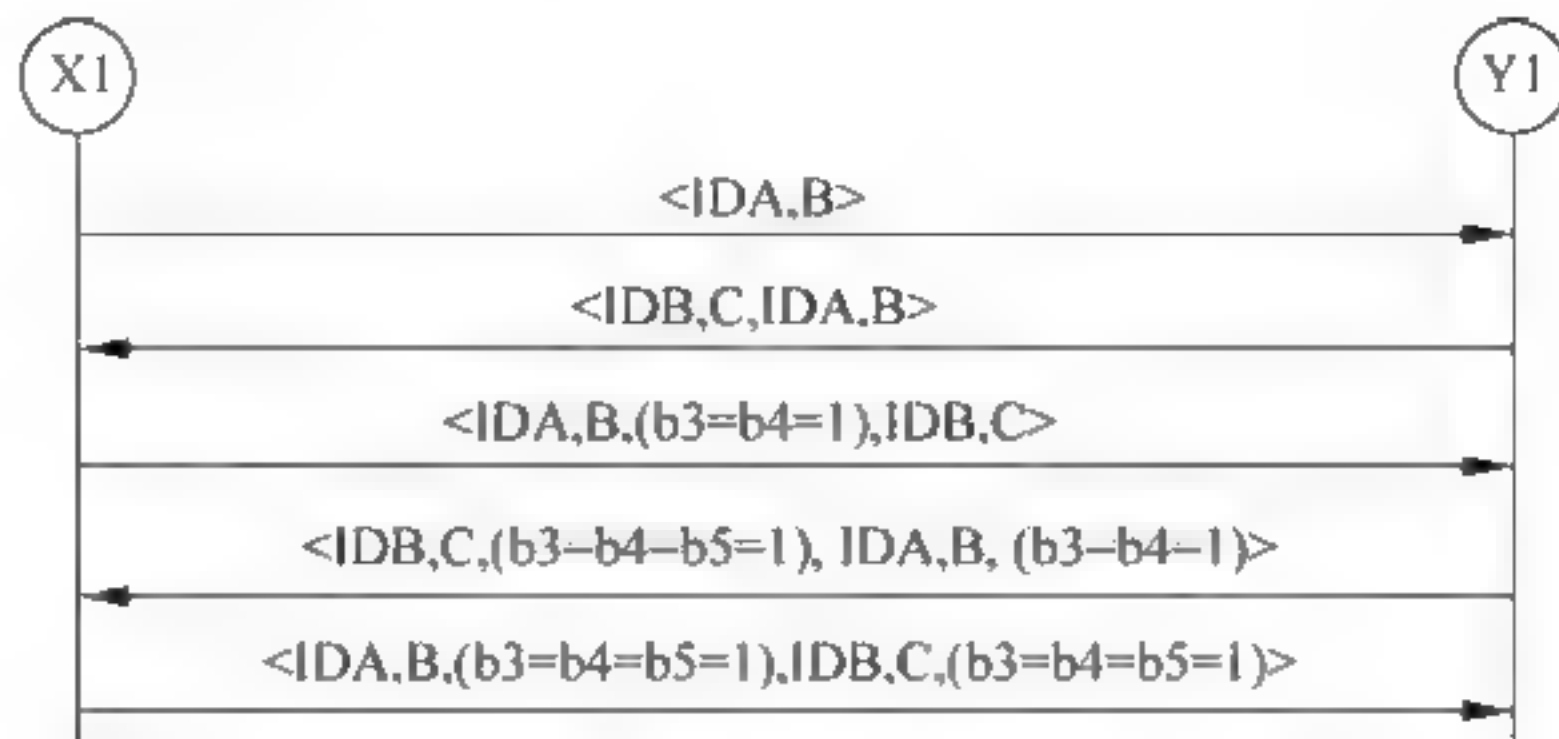 X1 Y1
<IDA,B>
<IDB,C,IDA,B>
<IDA,B,(b3=b4=1),IDB,C>
<IDB,C,(b3–b4–b5=1), IDA,B, (b3–b4–1)>
<IDA,B,(b3=b4=b5=1),IDB,C,(b3=b4=b5=1)>